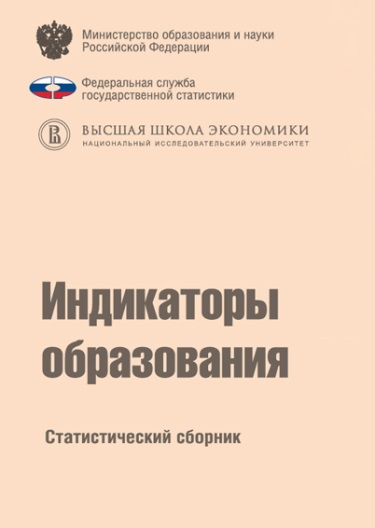 Министерство образования и науки
Российской Федерации
Федеральная служба
государственной статистики
ВЫСШАЯ ШКОЛА ЭКОНОМИКИ
НАЦИОНАЛЬНЫЙ ИССЛЕДОВАТЕЛЬСКИЙ УНИВЕРСИТЕТ
Индикаторы
образования
Статистический сборник